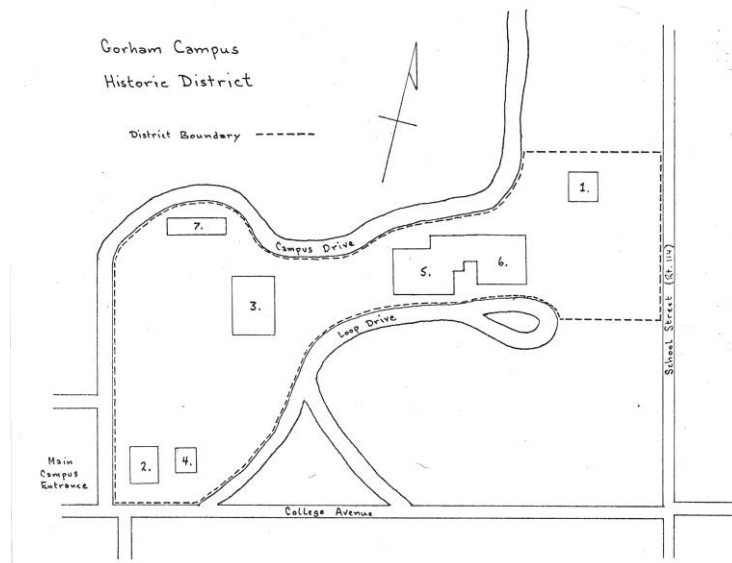 Gorham Campus
Historic District
District Boundary
1.
7.
Campus Drive
5.
6.
3.
Loop Drive
School Street (Rt. 114)
2.
4.
Main
Campus
Entrance
College Avenue